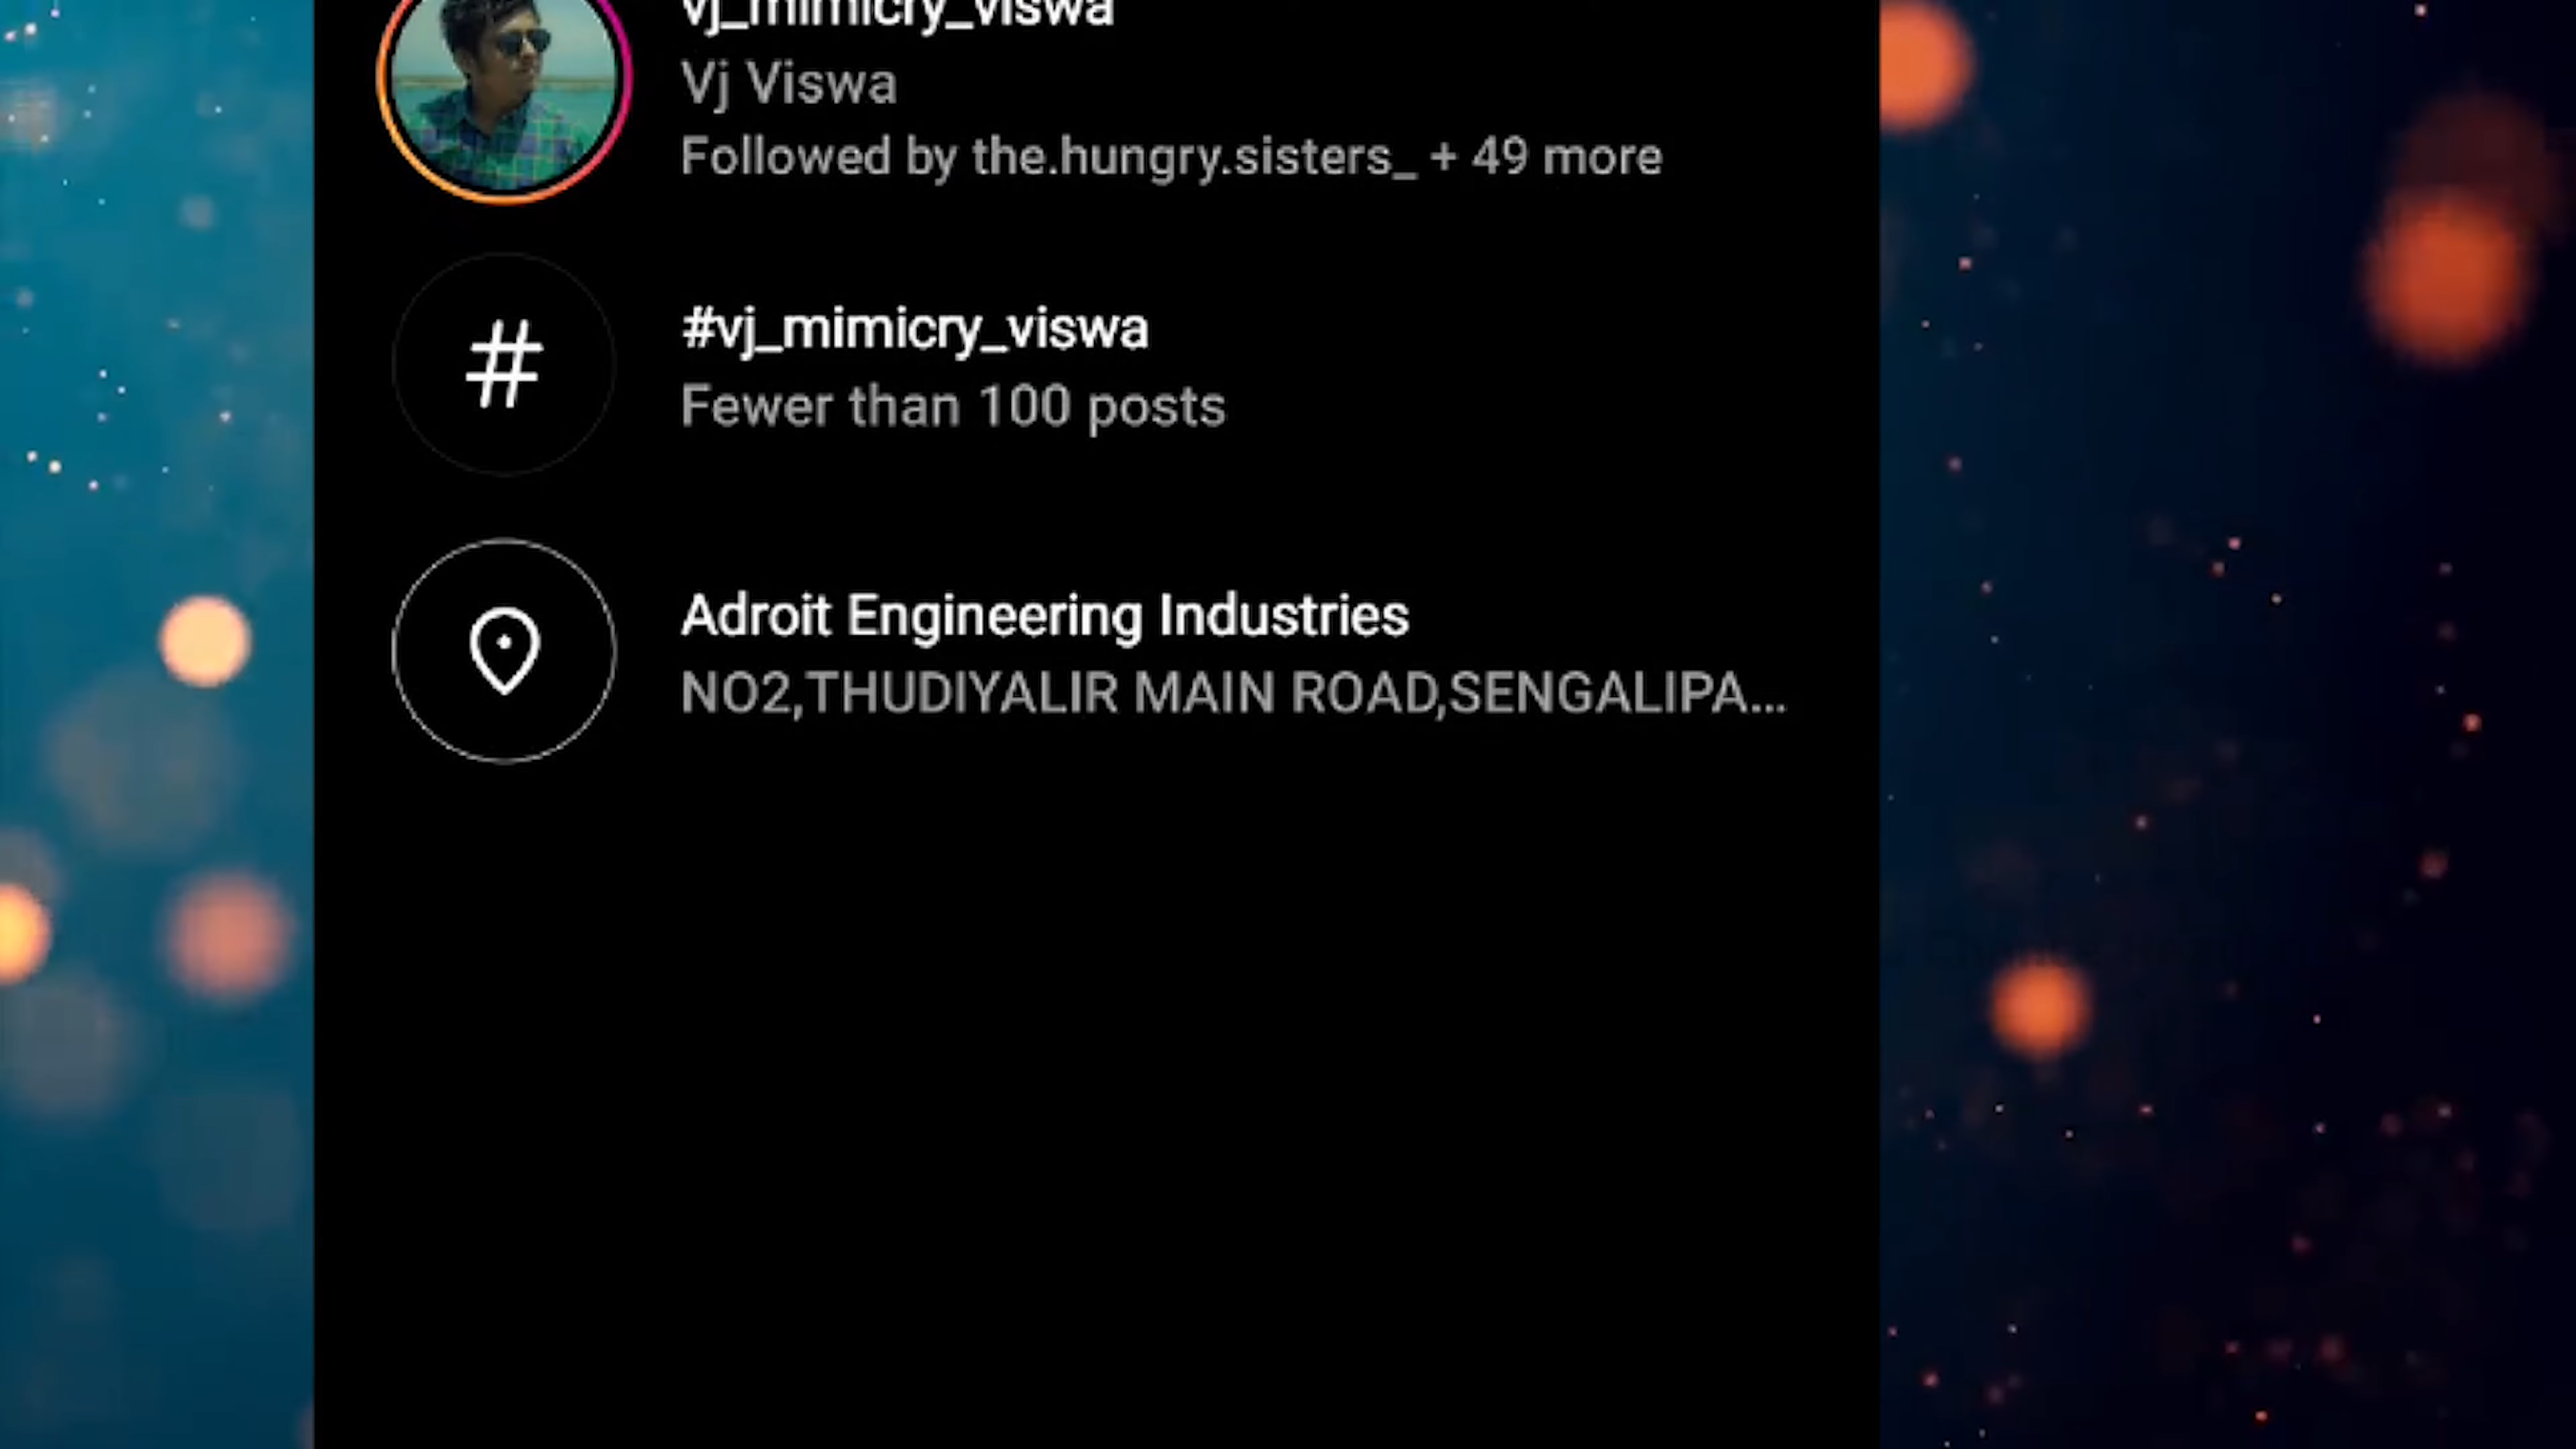 vj_mimicry_viswa
Vj Viswa
Followed by the.hungry.sisters_ + 49 more
#vj_mimicry_viswa
Fewer than 100 posts
Adroit Engineering Industries
NO2,THUDIYALIR MAIN ROAD,SENGALIPA...